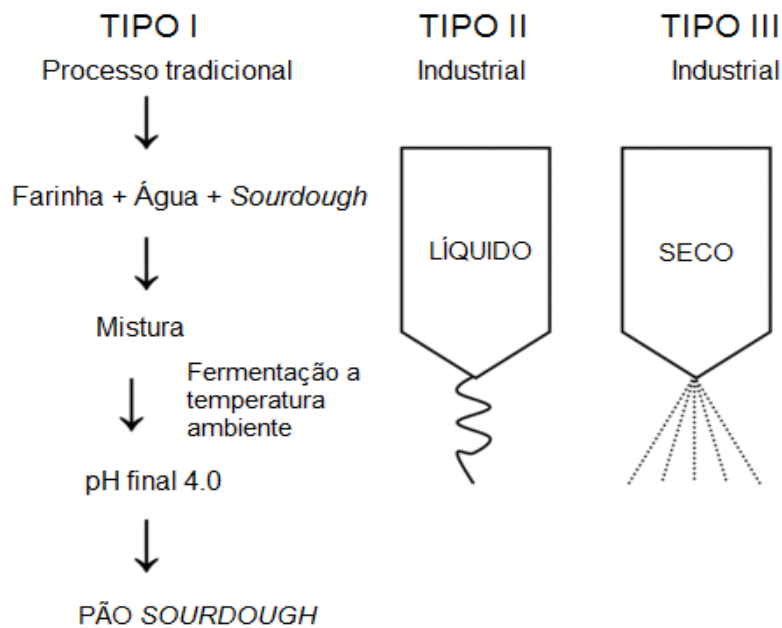 TIPO I
Processo tradicional
Farinha + Água + Sourdough
Mistura
Fermentação a
temperatura
ambiente
pH final 4.0
PÃO SOURDOUGH
TIPO II
Industrial
LÍQUIDO
TIPO III
Industrial
SECO